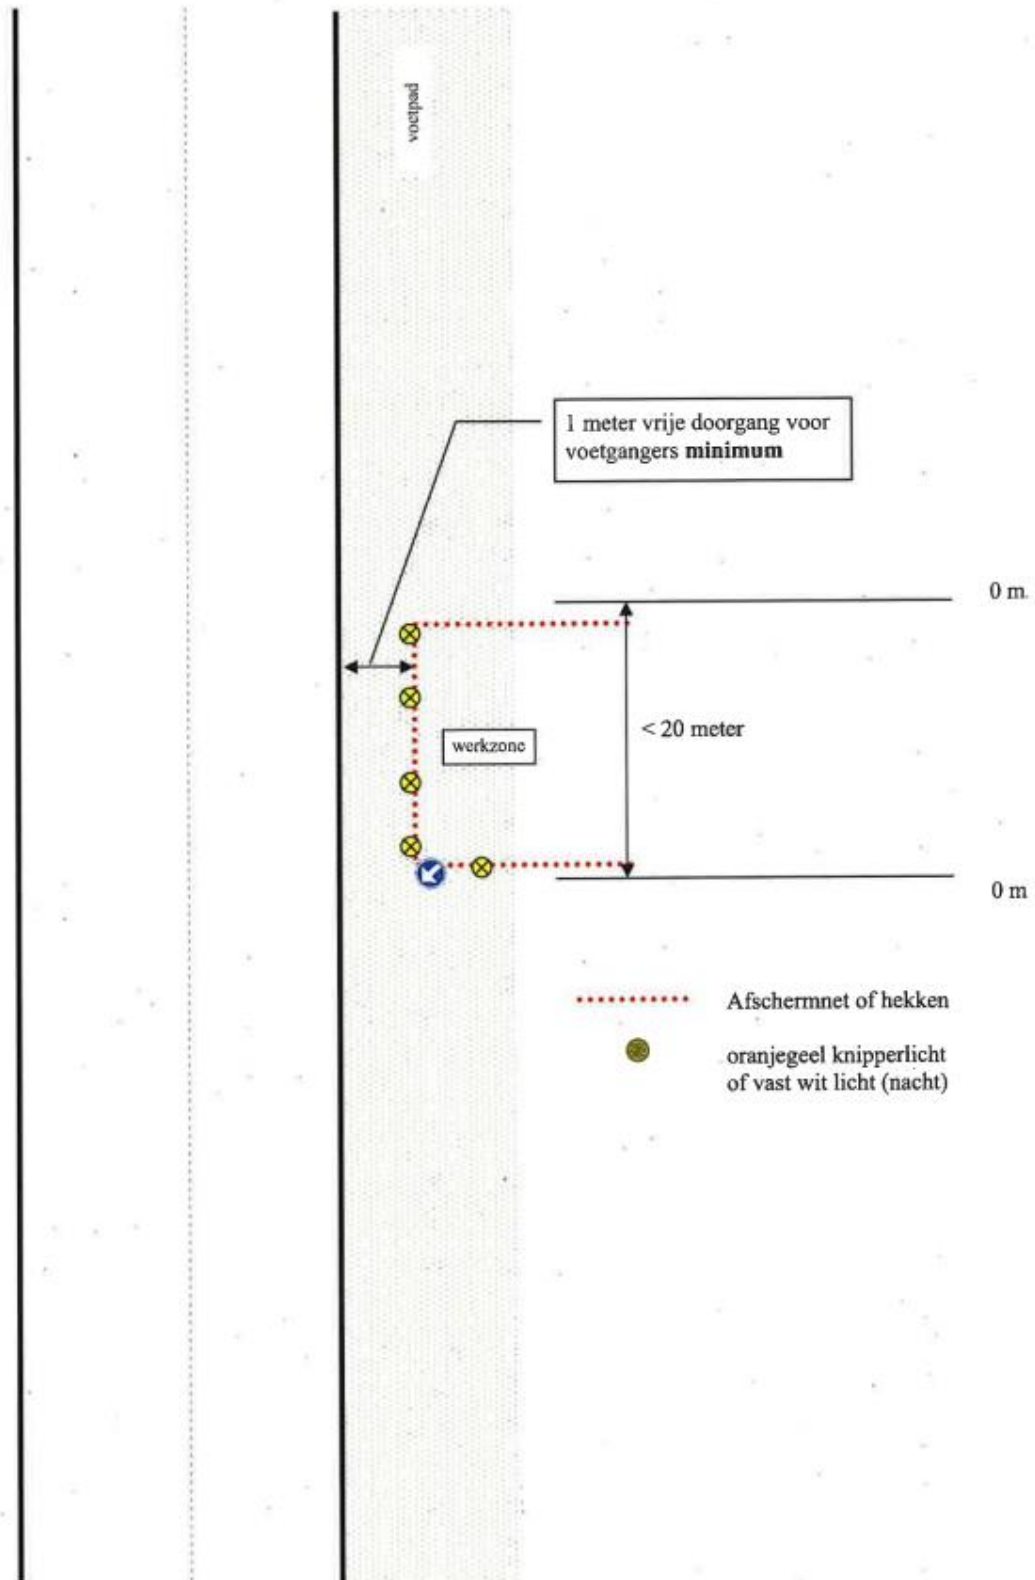 voetpad
1 meter vrije doorgang voor
voetgangers minimum
0 m
werkzone
< 20 meter
0 m
Afschermnet of hekken
oranjegeel knipperlicht
of vast wit licht (nacht)